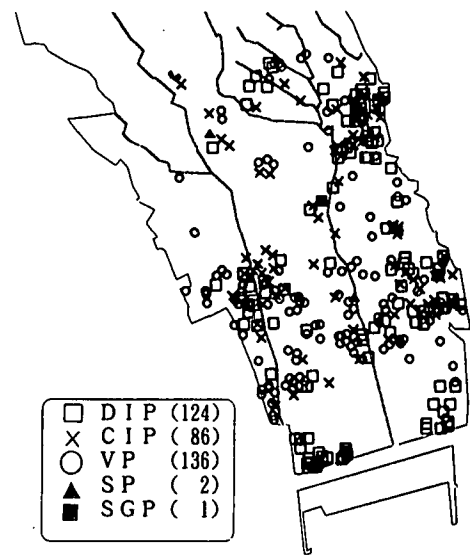 □ DIP (124)
× CIP ( 86)
○ VP (136)
▲ SP ( 2)
■ SGP ( 1)